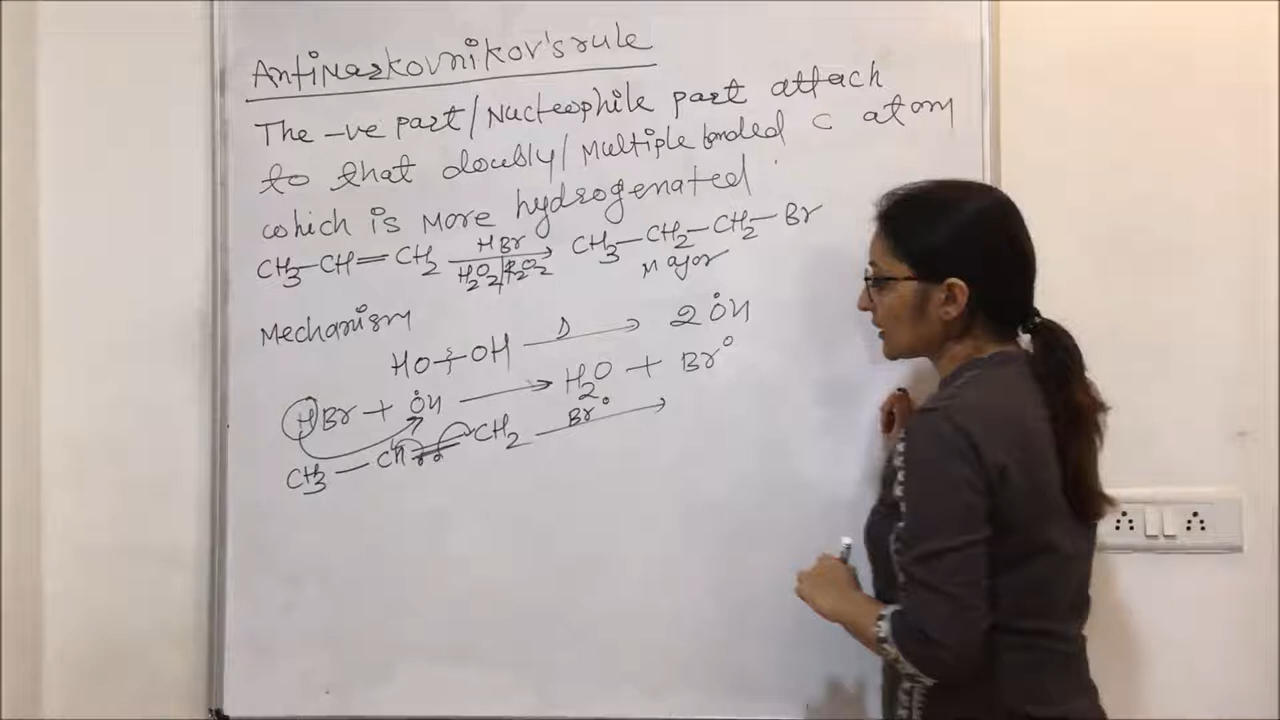 Antimarkovnikov's rule
The -ve part/Nucleophile part attach
to that doubly/Multiple bonded C atom
which is More hydrogenated
CH3-CH=CH2 HBr H2O2/R2O2 → CH3-CH2-CH2-Br
Major
Mechanism
HO-OH Δ → 2 ȮH
HBr + ȮH → H2O + Br°
CH3-CH=CH2 Br° →